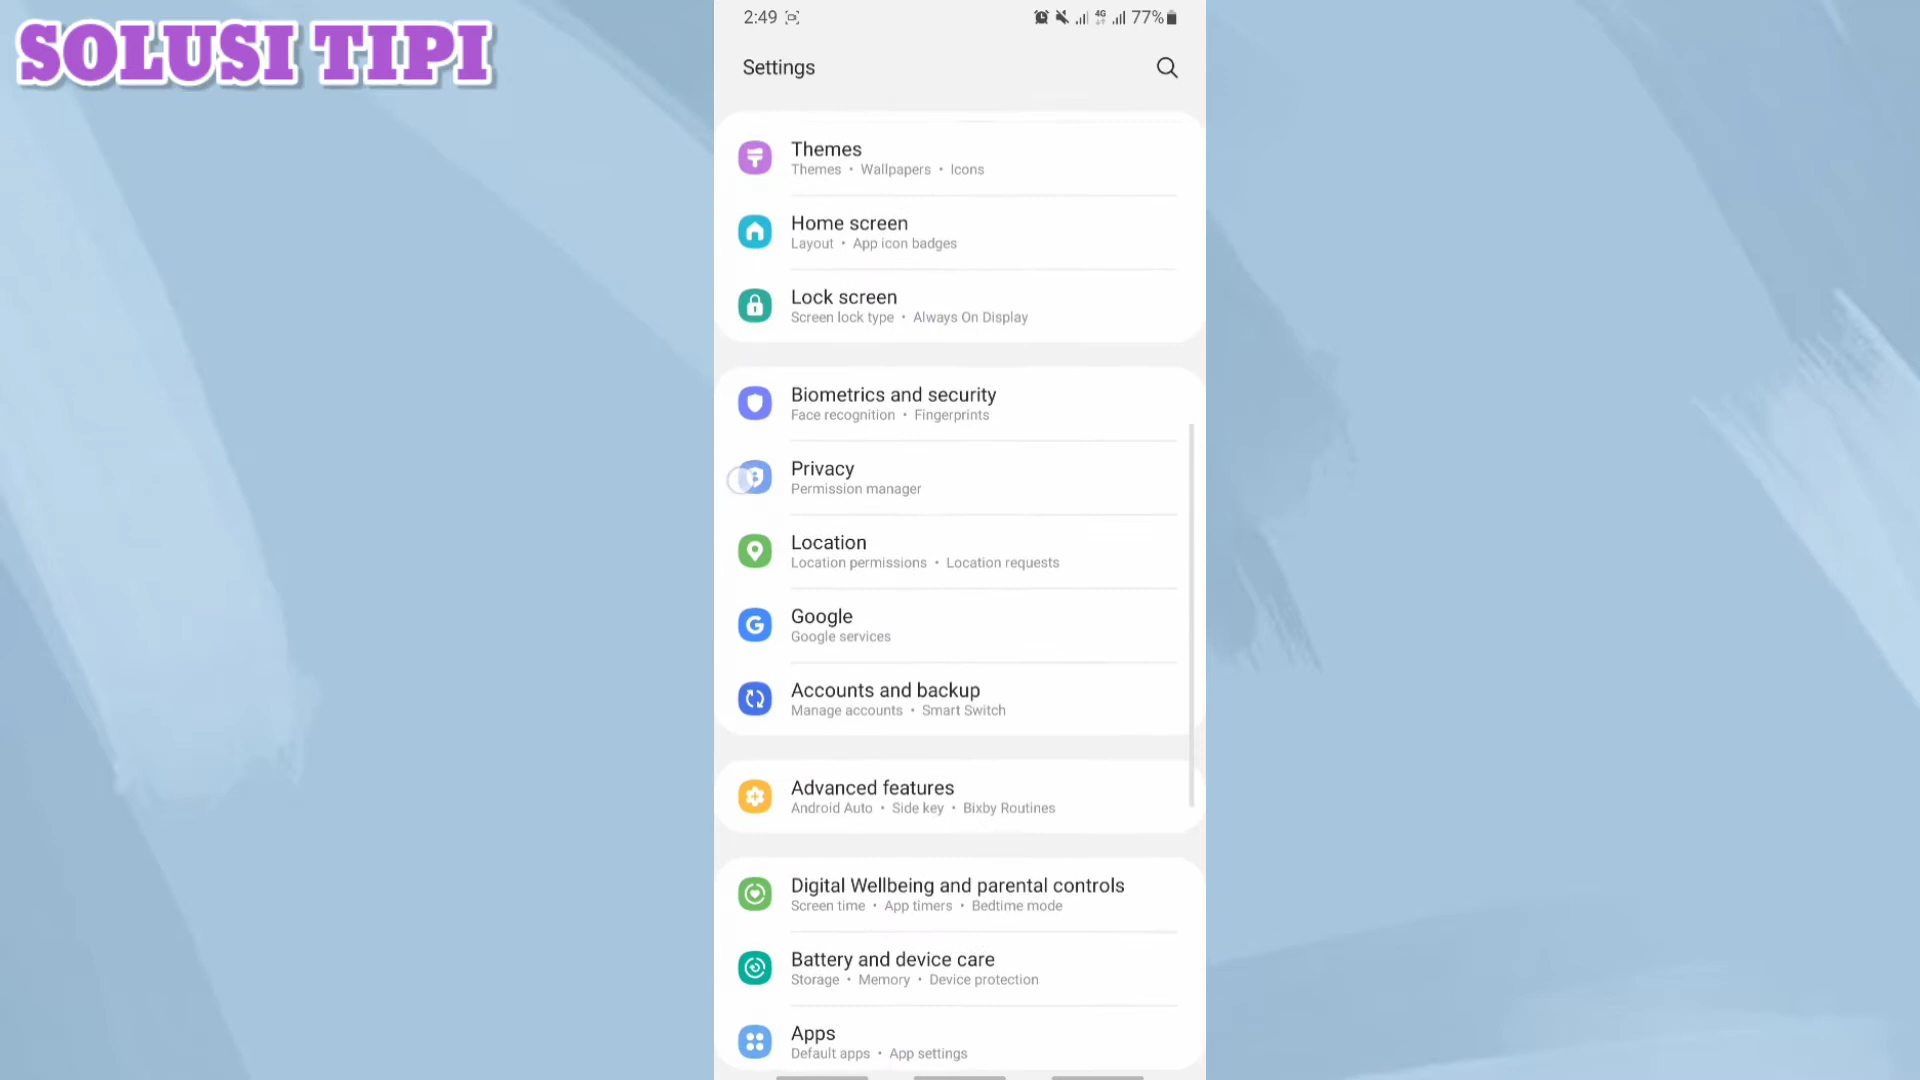 SOLUSI TIPI
2:49
4G
77%
Settings
Themes
Themes • Wallpapers • Icons
Home screen
Layout • App icon badges
Lock screen
Screen lock type • Always On Display
Biometrics and security
Face recognition • Fingerprints
Privacy
Permission manager
Location
Location permissions • Location requests
Google
Google services
Accounts and backup
Manage accounts • Smart Switch
Advanced features
Android Auto • Side key • Bixby Routines
Digital Wellbeing and parental controls
Screen time • App timers • Bedtime mode
Battery and device care
Storage • Memory • Device protection
Apps
Default apps • App settings